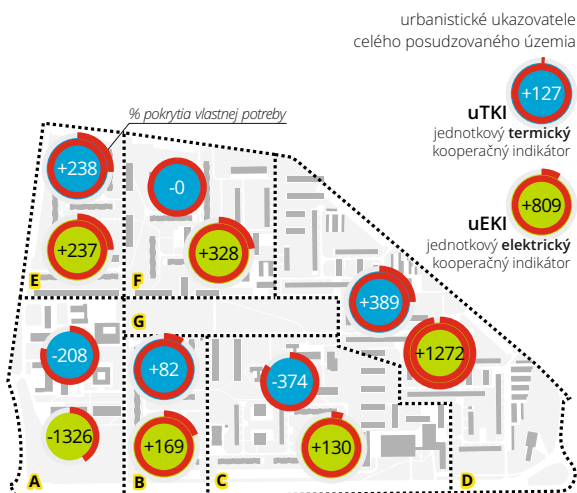 urbanistické ukazovatele
celého posudzovaného územia
+127
uTKI
jednotkový termický
kooperačný indikátor
+809
uEKI
jednotkový elektrický
kooperačný indikátor
% pokrytia vlastnej potreby
+238
-0
+237
+328
E
F
+389
G
-208
+82
-374
+1272
-1326
+169
+130
A
B
C
D